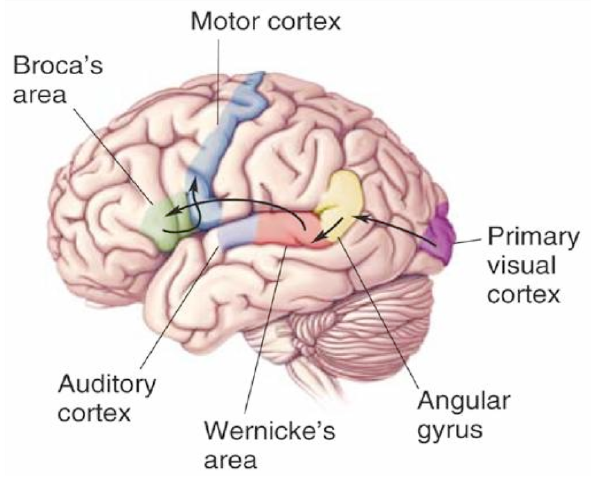 Motor cortex
Broca's
area
Primary
visual
cortex
Auditory
cortex
Wernicke's
area
Angular
gyrus